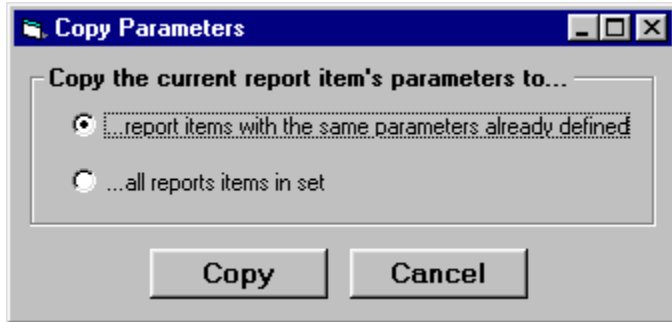 Copy Parameters
Copy the current report item's parameters to...
...report items with the same parameters already defined
...all reports items in set
Copy Cancel